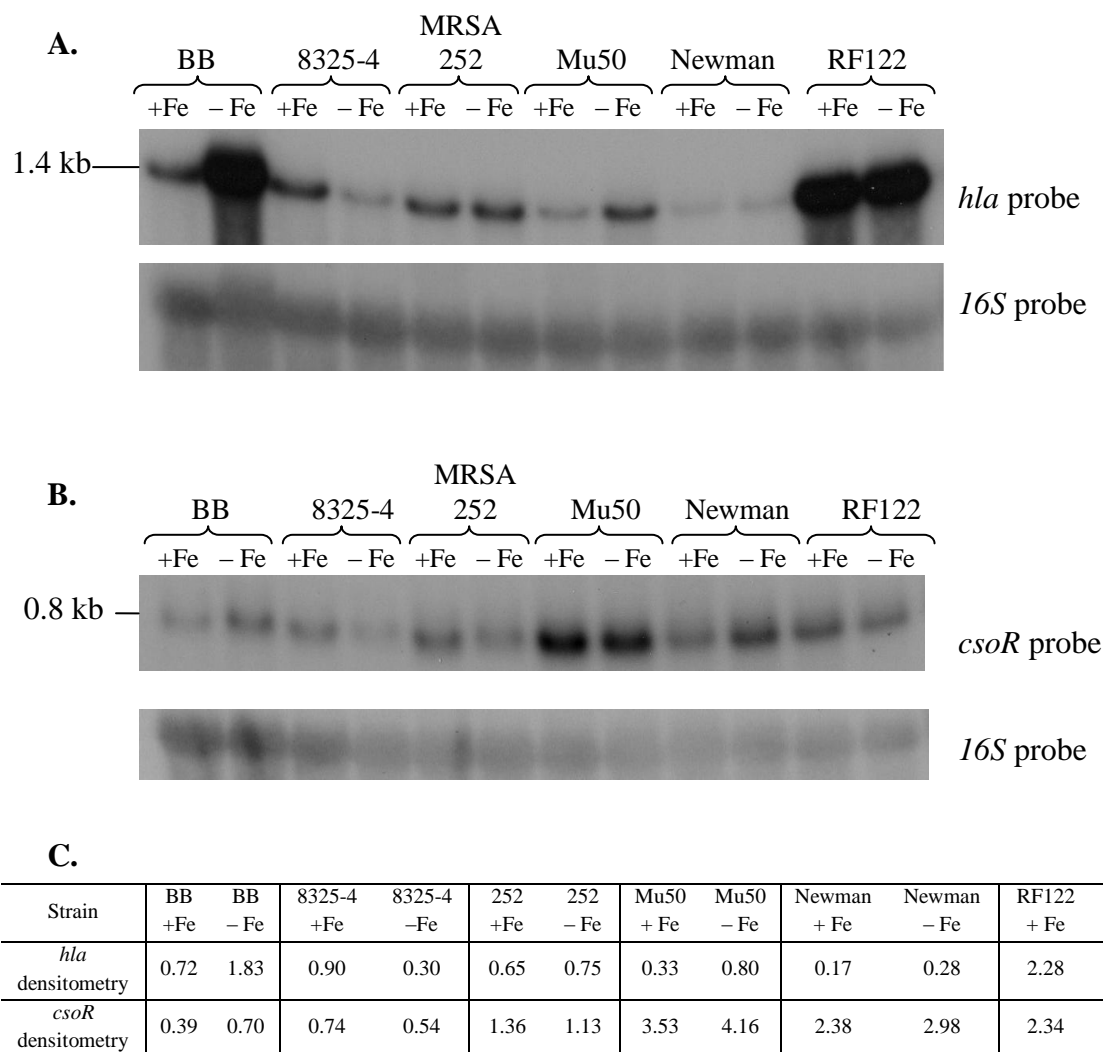 A.
MRSA
BB 8325-4 252 Mu50 Newman RF122
+Fe – Fe +Fe – Fe +Fe – Fe +Fe – Fe +Fe – Fe +Fe – Fe
1.4 kb
hla probe
16S probe
B.
MRSA
BB 8325-4 252 Mu50 Newman RF122
+Fe – Fe +Fe – Fe +Fe – Fe +Fe – Fe +Fe – Fe +Fe – Fe
0.8 kb
csoR probe
16S probe
C.
Strain BB +Fe BB – Fe 8325-4 +Fe 8325-4 –Fe 252 +Fe 252 – Fe Mu50 + Fe Mu50 – Fe Newman + Fe Newman – Fe RF122 + Fe
hla densitometry 0.72 1.83 0.90 0.30 0.65 0.75 0.33 0.80 0.17 0.28 2.28
csoR densitometry 0.39 0.70 0.74 0.54 1.36 1.13 3.53 4.16 2.38 2.98 2.34